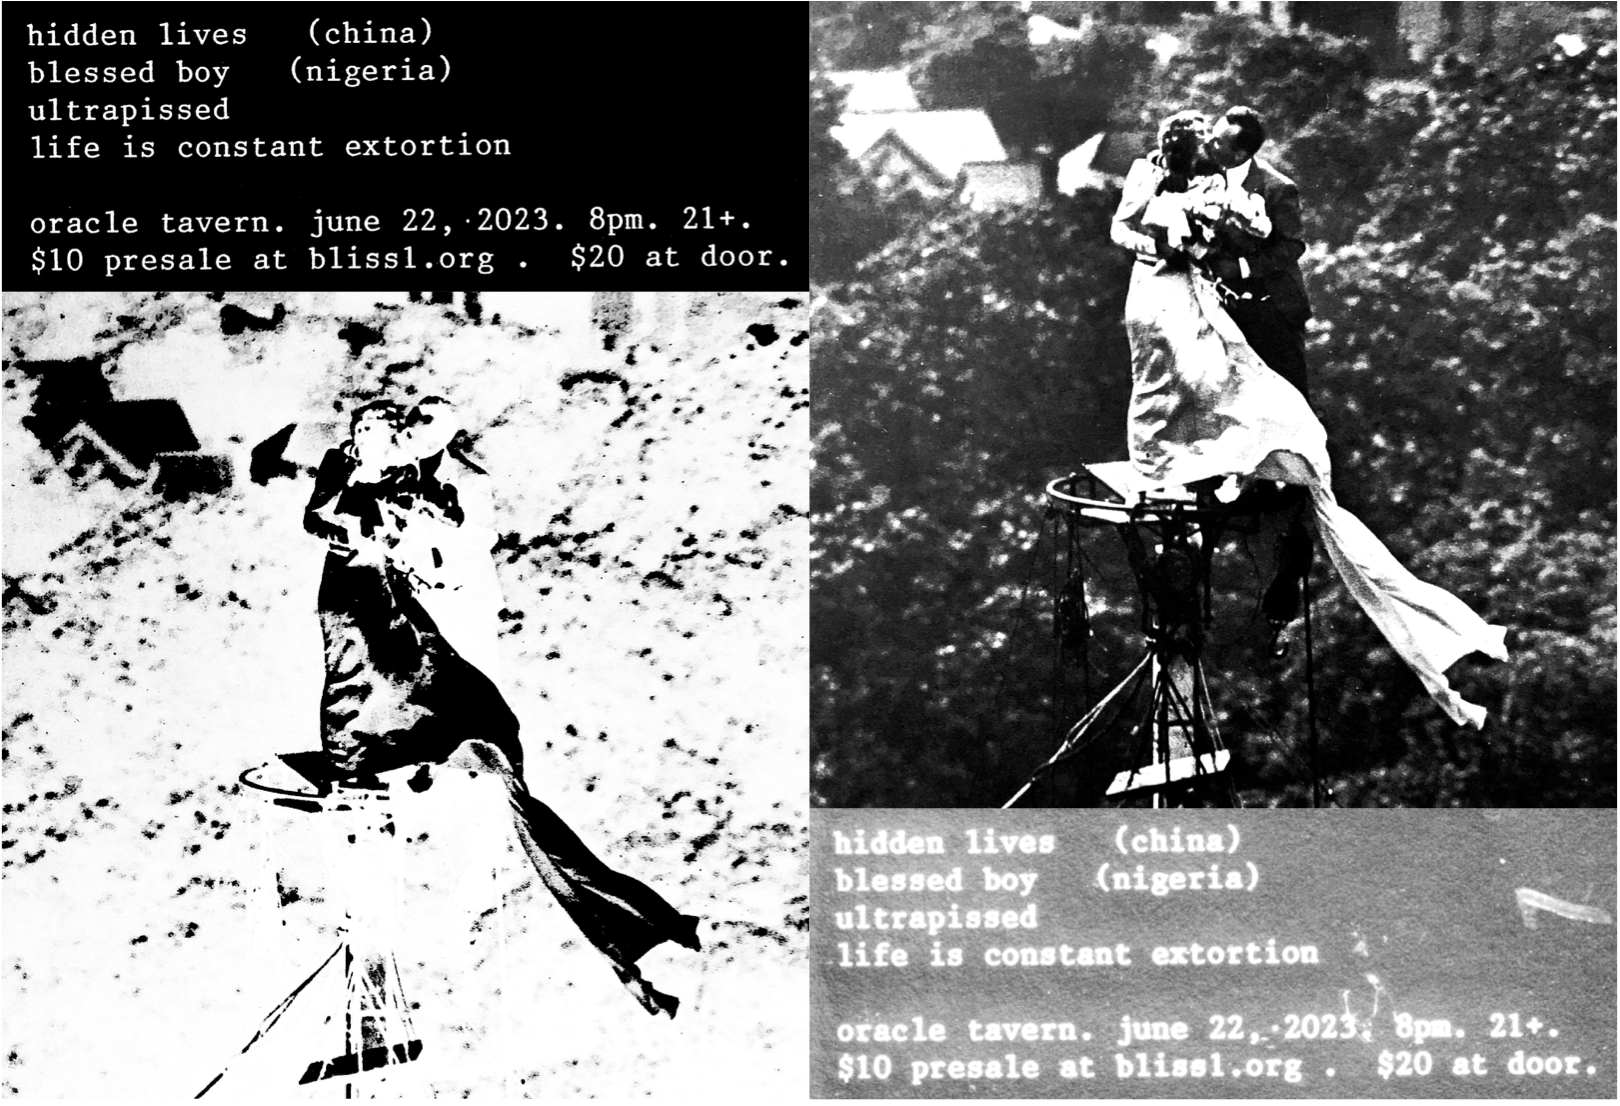 hidden lives (china)
blessed boy (nigeria)
ultrapissed
life is constant extortion
oracle tavern. june 22, 2023. 8pm. 21+.
$10 presale at bliss1.org . $20 at door.
hidden lives (china)
blessed boy (nigeria)
ultrapissed
life is constant extortion
oracle tavern. june 22, 2023. 8pm. 21+.
$10 presale at bliss1.org . $20 at door.